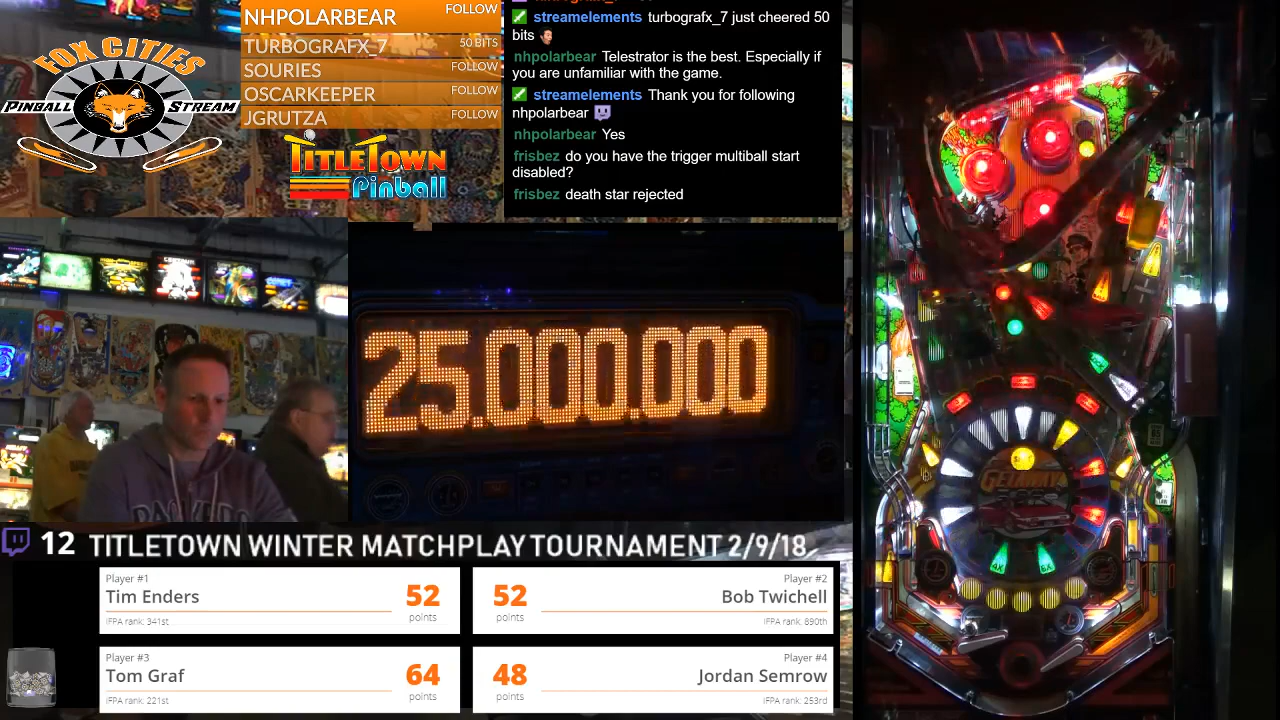 FOX CITIES
PINBALL STREAM
NHPOLARBEAR FOLLOW
TURBOGRAFX_7 50 BITS
SOURIES FOLLOW
OSCARKEEPER FOLLOW
JGRUTZA FOLLOW
TITLETOWN
Pinball
streamelements turbografx_7 just cheered 50
bits
nhpolarbear Telestrator is the best. Especially if
you are unfamiliar with the game.
streamelements Thank you for following
nhpolarbear
nhpolarbear Yes
frisbez do you have the trigger multiball start
disabled?
frisbez death star rejected
25.000.000
GETAWAY
4X
6X
12 TITLETOWN WINTER MATCHPLAY TOURNAMENT 2/9/18
Player #1
Tim Enders
52
points
IFPA rank: 341st
Player #2
Bob Twichell
52
points
IFPA rank: 890th
Player #3
Tom Graf
64
points
IFPA rank: 221st
Player #4
Jordan Semrow
48
points
IFPA rank: 253rd